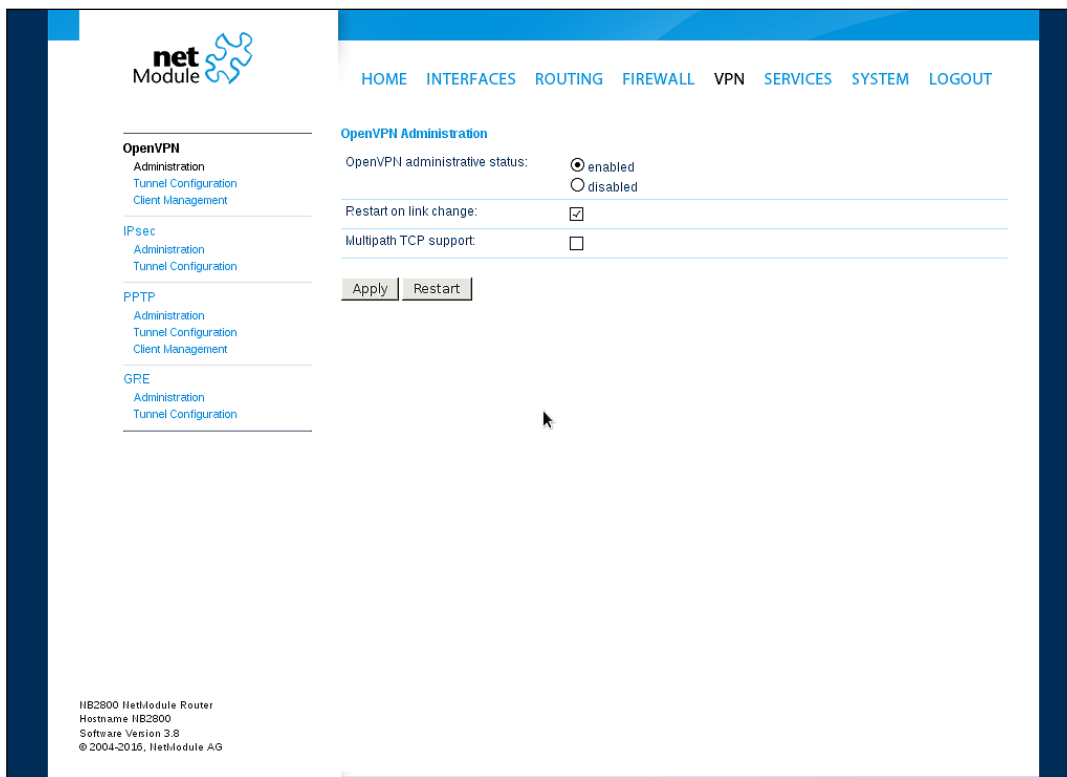 net
Module
HOME INTERFACES ROUTING FIREWALL VPN SERVICES SYSTEM LOGOUT
OpenVPN
Administration
Tunnel Configuration
Client Management
IPsec
Administration
Tunnel Configuration
PPTP
Administration
Tunnel Configuration
Client Management
GRE
Administration
Tunnel Configuration
OpenVPN Administration
OpenVPN administrative status:
enabled
disabled
Restart on link change:
Multipath TCP support:
Apply Restart
NB2800 NetModule Router
Hostname NB2800
Software Version 3.8
© 2004-2016, NetModule AG